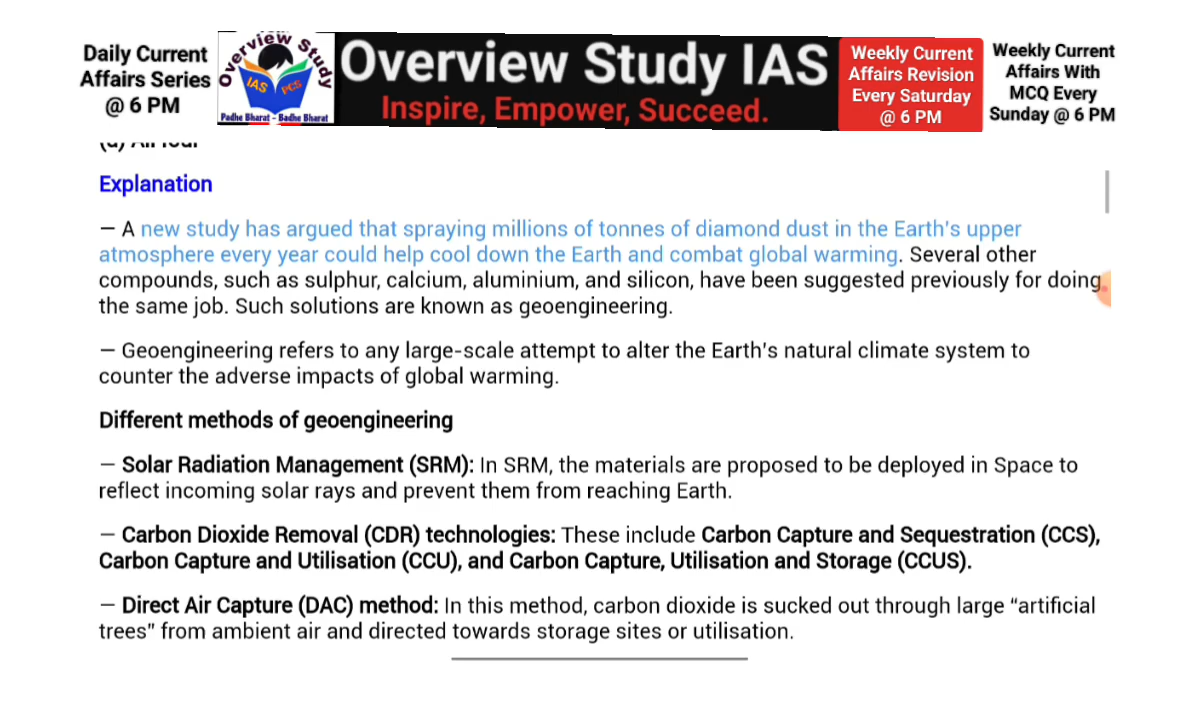 Daily Current
Affairs Series
@ 6 PM
Overview Study
IAS PCS
Padhe Bharat - Badhe Bharat
Overview Study IAS
Inspire, Empower, Succeed.
Weekly Current
Affairs Revision
Every Saturday
@ 6 PM
Weekly Current
Affairs With
MCQ Every
Sunday @ 6 PM
Explanation
— A new study has argued that spraying millions of tonnes of diamond dust in the Earth's upper
atmosphere every year could help cool down the Earth and combat global warming. Several other
compounds, such as sulphur, calcium, aluminium, and silicon, have been suggested previously for doing
the same job. Such solutions are known as geoengineering.
— Geoengineering refers to any large-scale attempt to alter the Earth's natural climate system to
counter the adverse impacts of global warming.
Different methods of geoengineering
— Solar Radiation Management (SRM): In SRM, the materials are proposed to be deployed in Space to
reflect incoming solar rays and prevent them from reaching Earth.
— Carbon Dioxide Removal (CDR) technologies: These include Carbon Capture and Sequestration (CCS),
Carbon Capture and Utilisation (CCU), and Carbon Capture, Utilisation and Storage (CCUS).
— Direct Air Capture (DAC) method: In this method, carbon dioxide is sucked out through large “artificial
trees” from ambient air and directed towards storage sites or utilisation.